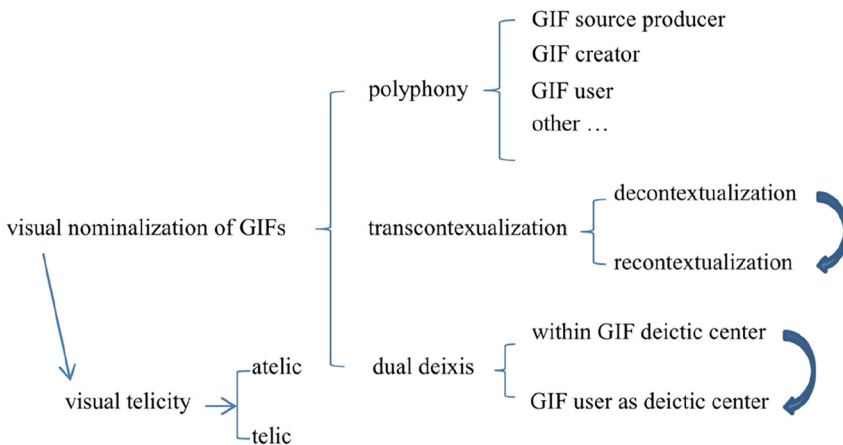 GIF source producer
GIF creator
polyphony
GIF user
other …
decontextualization
visual nominalization of GIFs
transcontexualization
recontextualization
within GIF deictic center
atelic
dual deixis
visual telicity
GIF user as deictic center
telic